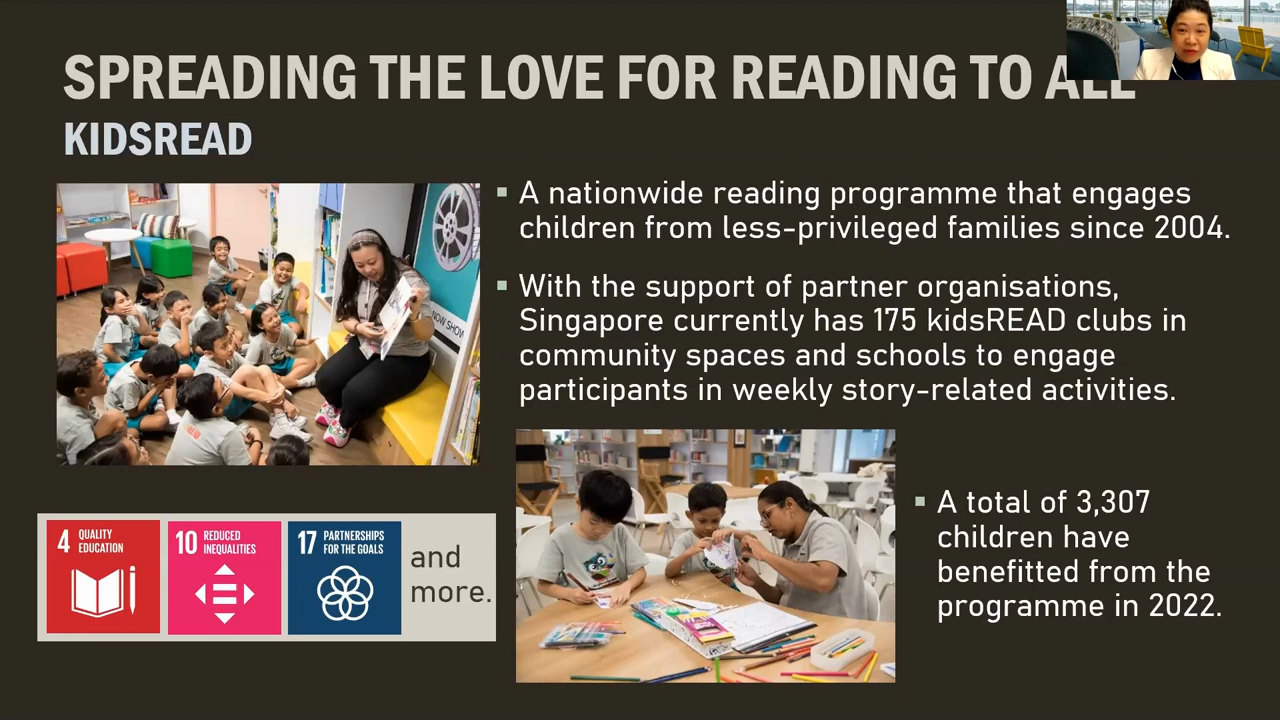 SPREADING THE LOVE FOR READING TO ALL
KIDSREAD
▪ A nationwide reading programme that engages
children from less-privileged families since 2004.
▪ With the support of partner organisations,
Singapore currently has 175 kidsREAD clubs in
community spaces and schools to engage
participants in weekly story-related activities.
NOW SHOW
▪ A total of 3,307
children have
benefitted from the
programme in 2022.
4 QUALITY
EDUCATION
10 REDUCED
INEQUALITIES
17 PARTNERSHIPS
FOR THE GOALS
and
more.